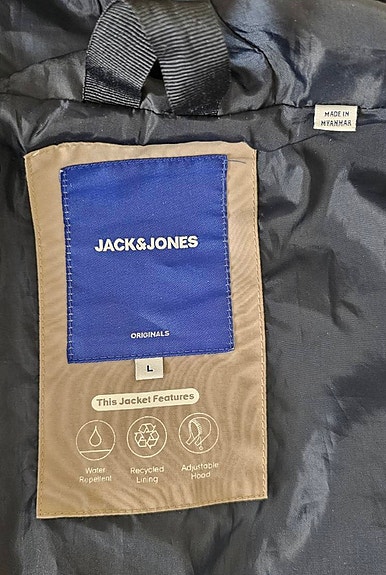 MADE IN
MYANMAR
JACK&JONES
ORIGINALS
L
This Jacket Features
Water
Repellent
Recycled
Lining
Adjustable
Hood